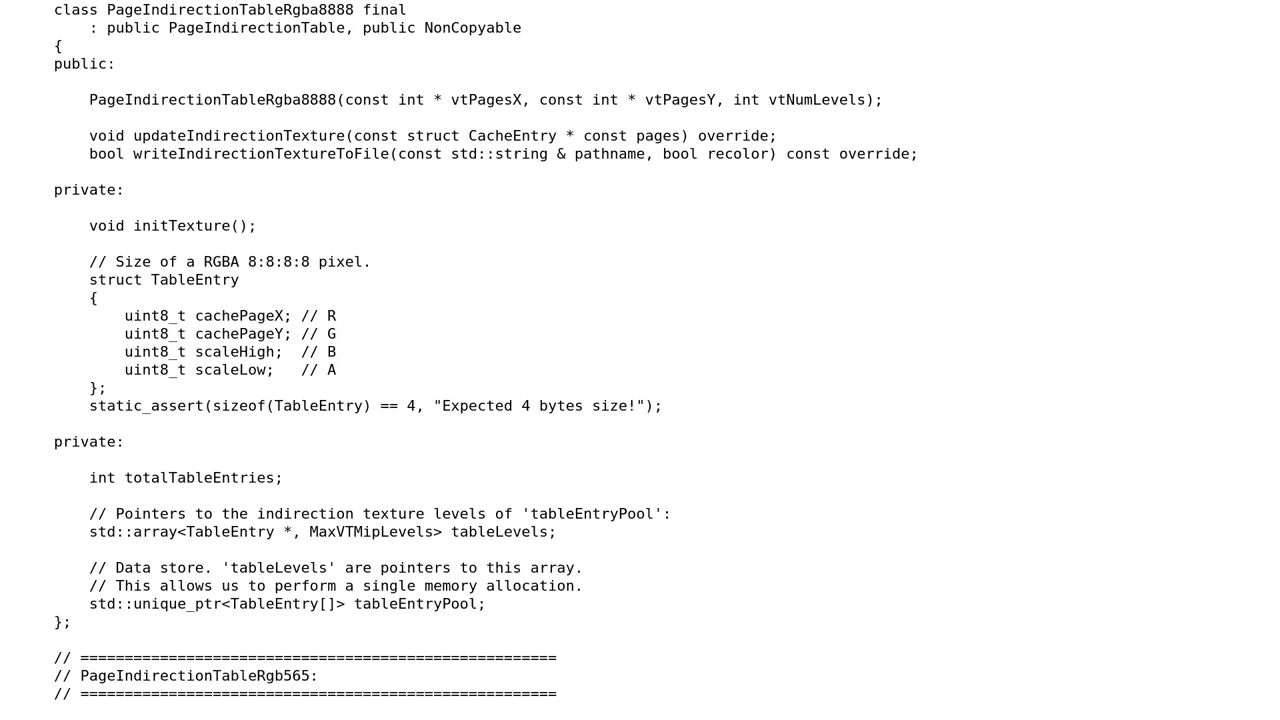 class PageIndirectionTableRgba8888 final
    : public PageIndirectionTable, public NonCopyable
{
public:

    PageIndirectionTableRgba8888(const int * vtPagesX, const int * vtPagesY, int vtNumLevels);

    void updateIndirectionTexture(const struct CacheEntry * const pages) override;
    bool writeIndirectionTextureToFile(const std::string & pathname, bool recolor) const override;

private:

    void initTexture();

    // Size of a RGBA 8:8:8:8 pixel.
    struct TableEntry
    {
        uint8_t cachePageX; // R
        uint8_t cachePageY; // G
        uint8_t scaleHigh;  // B
        uint8_t scaleLow;   // A
    };
    static_assert(sizeof(TableEntry) == 4, "Expected 4 bytes size!");

private:

    int totalTableEntries;

    // Pointers to the indirection texture levels of 'tableEntryPool':
    std::array<TableEntry *, MaxVTMipLevels> tableLevels;

    // Data store. 'tableLevels' are pointers to this array.
    // This allows us to perform a single memory allocation.
    std::unique_ptr<TableEntry[]> tableEntryPool;
};

// ======================================================
// PageIndirectionTableRgb565:
// ======================================================